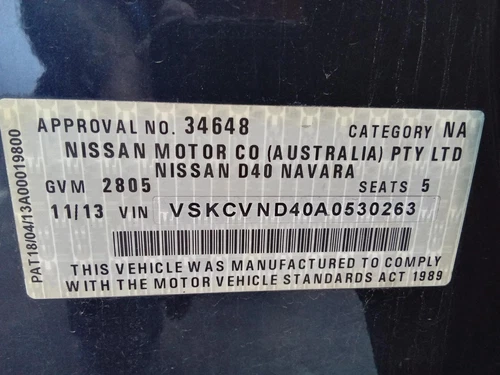 APPROVAL NO. 34648 CATEGORY NA
NISSAN MOTOR CO (AUSTRALIA) PTY LTD
NISSAN D40 NAVARA
GVM 2805 SEATS 5
11/13 VIN VSKCVND40A0530263
THIS VEHICLE WAS MANUFACTURED TO COMPLY
WITH THE MOTOR VEHICLE STANDARDS ACT 1989
PAT18/04/13A00019800